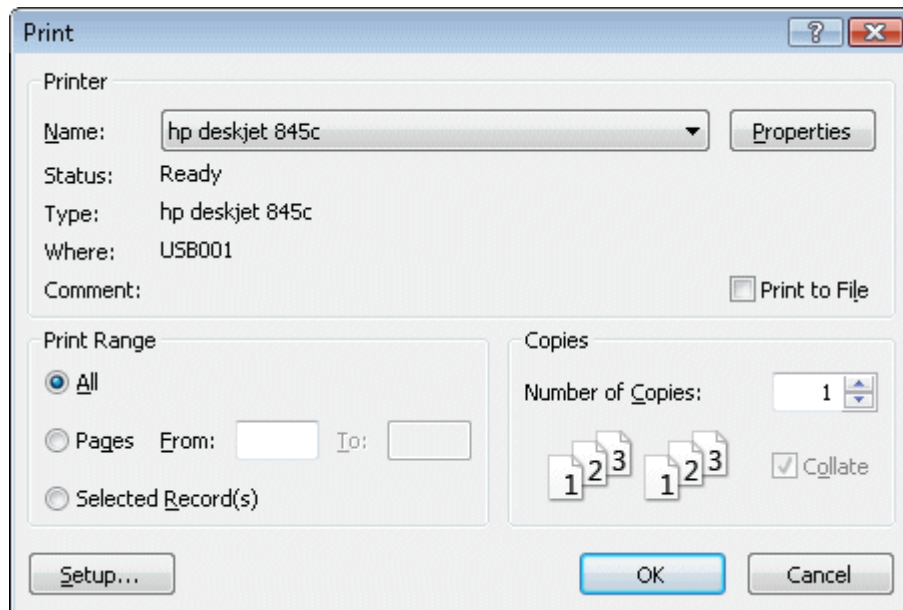 Print
Printer
Name: hp deskjet 845c Properties
Status: Ready
Type: hp deskjet 845c
Where: USB001
Comment: Print to File
Print Range
All
Pages From: To:
Selected Record(s)
Copies
Number of Copies: 1
1 2 3 1 2 3 Collate
Setup... OK Cancel